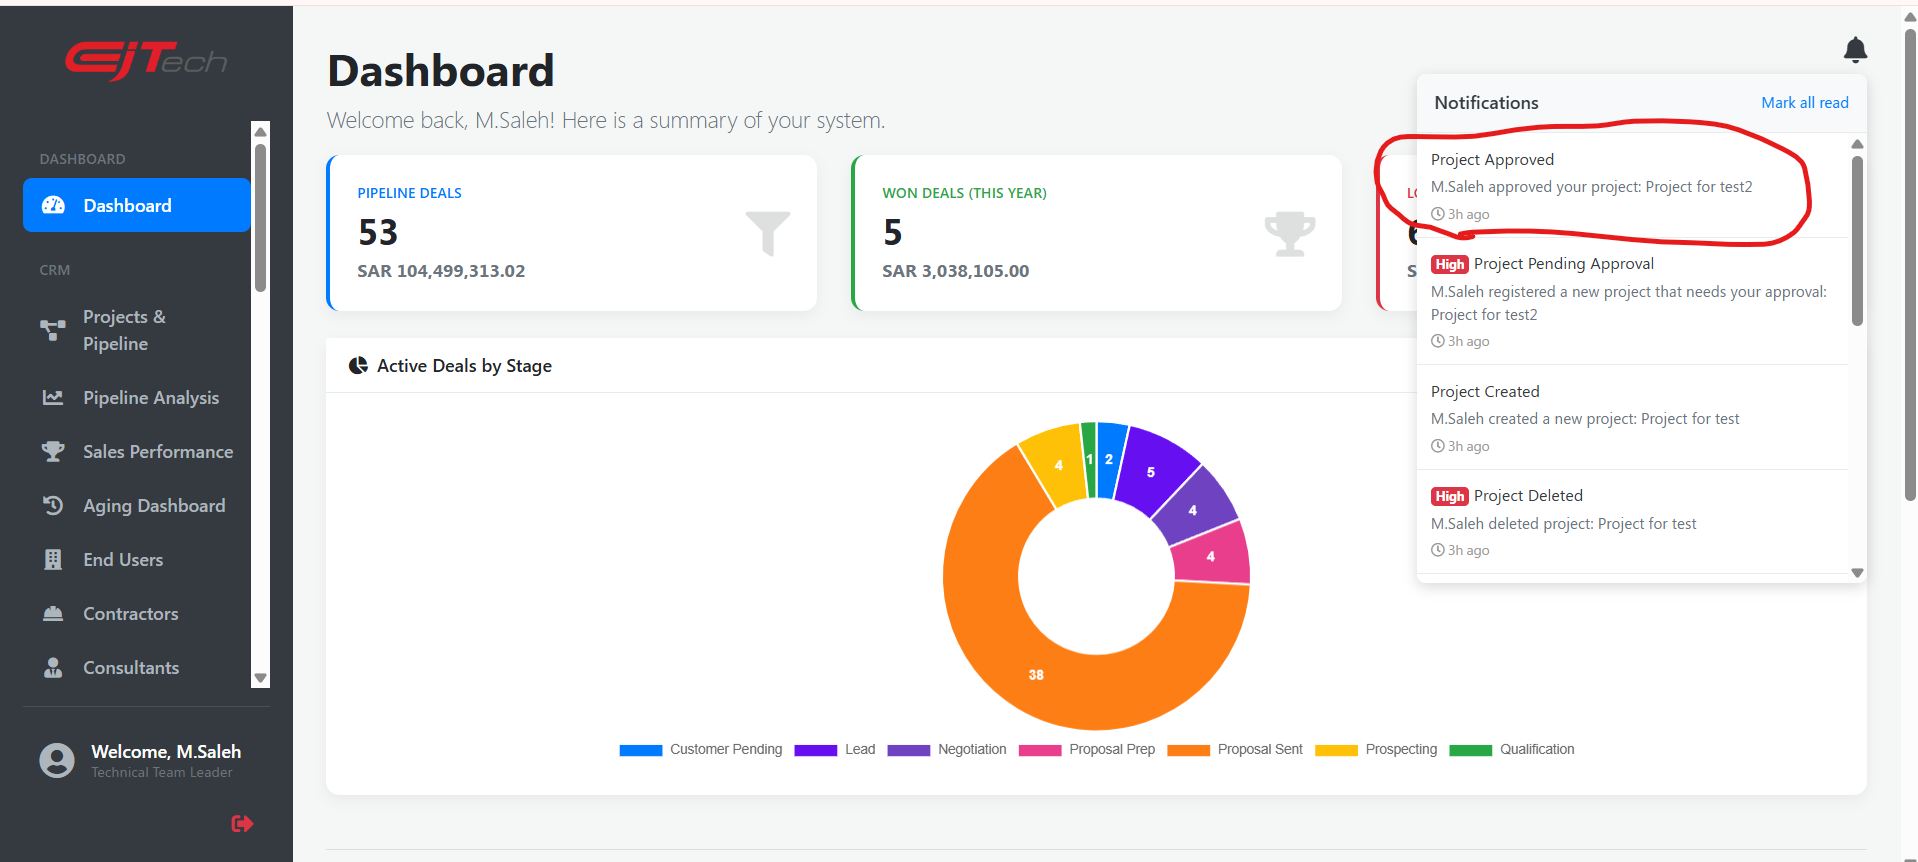 EjTech
DASHBOARD
Dashboard
CRM
Projects &
Pipeline
Pipeline Analysis
Sales Performance
Aging Dashboard
End Users
Contractors
Consultants
Welcome, M.Saleh
Technical Team Leader
Dashboard
Welcome back, M.Saleh! Here is a summary of your system.
PIPELINE DEALS
53
SAR 104,499,313.02
WON DEALS (THIS YEAR)
5
SAR 3,038,105.00
Notifications
Mark all read
Project Approved
M.Saleh approved your project: Project for test2
3h ago
High Project Pending Approval
M.Saleh registered a new project that needs your approval:
Project for test2
3h ago
Project Created
M.Saleh created a new project: Project for test
3h ago
High Project Deleted
M.Saleh deleted project: Project for test
3h ago
Active Deals by Stage
4
1
2
5
4
4
38
Customer Pending
Lead
Negotiation
Proposal Prep
Proposal Sent
Prospecting
Qualification